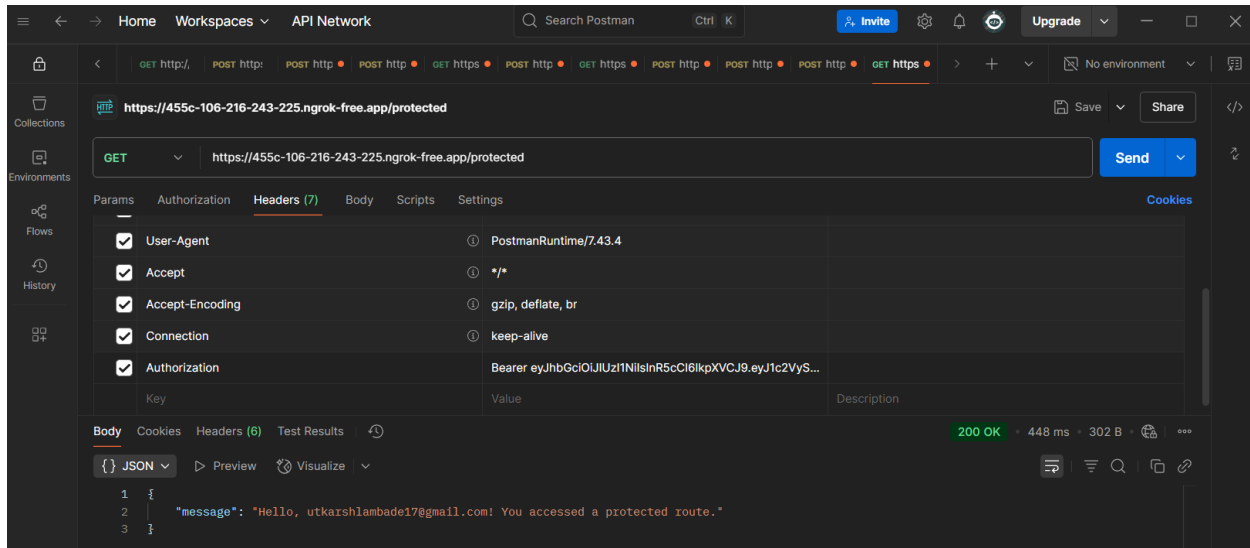 Home Workspaces API Network Search Postman Ctrl K Invite Upgrade
GET http:/, POST http: POST http POST http GET https POST http GET https POST http POST http POST http GET https No environment
Collections
https://455c-106-216-243-225.ngrok-free.app/protected Save Share
HTTP
Environments
GET https://455c-106-216-243-225.ngrok-free.app/protected Send
Params Authorization Headers (7) Body Scripts Settings Cookies
Flows
User-Agent PostmanRuntime/7.43.4
History
Accept */*
Accept-Encoding gzip, deflate, br
Connection keep-alive
Authorization Bearer eyJhbGciOiJIUzI1NiIsInR5cCI6IkpXVCJ9.eyJ1c2VyS...
Key Value Description
Body Cookies Headers (6) Test Results 200 OK 448 ms 302 B
{} JSON Preview Visualize
1 {
2 "message": "Hello, utkarshlambade17@gmail.com! You accessed a protected route."
3 }